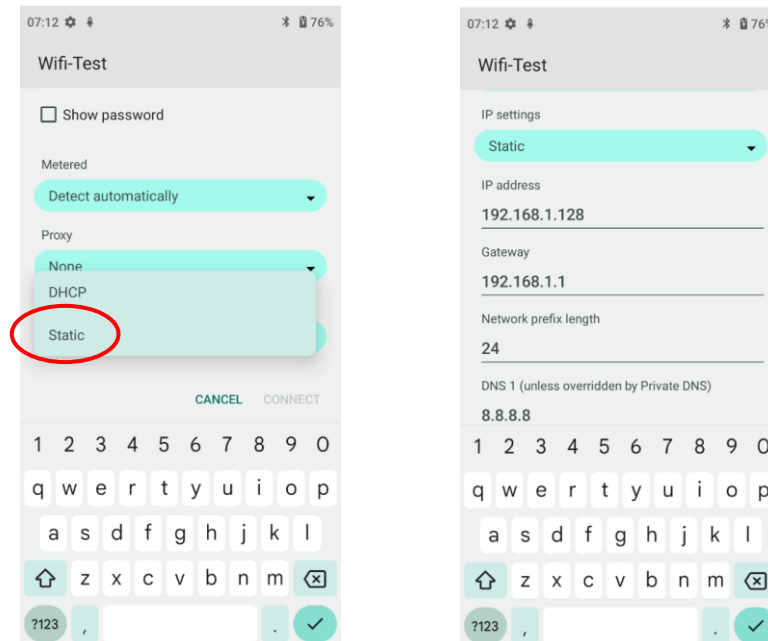 07:12 76%
Wifi-Test
Show password
Metered
Detect automatically
Proxy
None
DHCP
Static
CANCEL CONNECT
1 2 3 4 5 6 7 8 9 0
q w e r t y u i o p
a s d f g h j k l
z x c v b n m
?123 , .
07:12 76%
Wifi-Test
IP settings
Static
IP address
192.168.1.128
Gateway
192.168.1.1
Network prefix length
24
DNS 1 (unless overridden by Private DNS)
8.8.8.8
1 2 3 4 5 6 7 8 9 0
q w e r t y u i o p
a s d f g h j k l
z x c v b n m
?123 , .